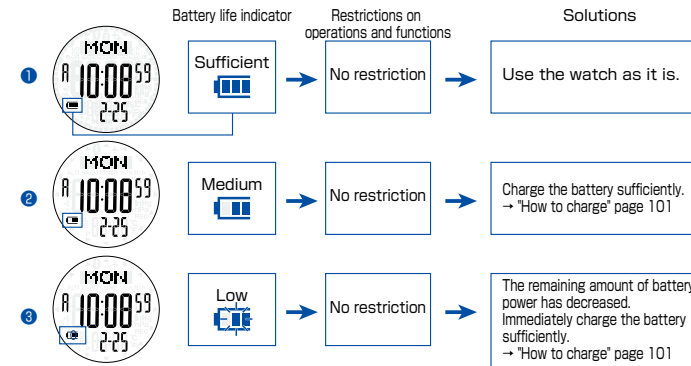 Battery life indicator
Restrictions on
operations and functions
Solutions
1
MON
A 10:08 59
2-25
Sufficient
No restriction
Use the watch as it is.
2
MON
A 10:08 59
2-25
Medium
No restriction
Charge the battery sufficiently.
→ "How to charge" page 101
3
MON
A 10:08 59
2-25
Low
No restriction
The remaining amount of battery
power has decreased.
Immediately charge the battery
sufficiently.
→ "How to charge" page 101